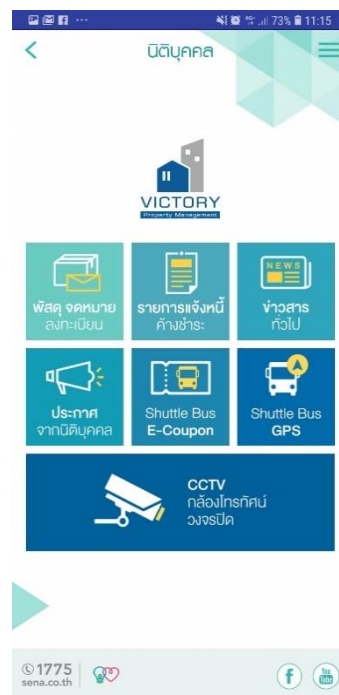 73% 11:15
นิติบุคคล
VICTORY
Property Management
พัสดุ จดหมาย
ลงทะเบียน
รายการแจ้งหนี้
ค้างชำระ
NEWS
ข่าวสาร
ทั่วไป
ประกาศ
จากนิติบุคคล
Shuttle Bus
E-Coupon
Shuttle Bus
GPS
CCTV
กล้องโทรทัศน์
วงจรปิด
1775
sena.co.th
f
You
Tube